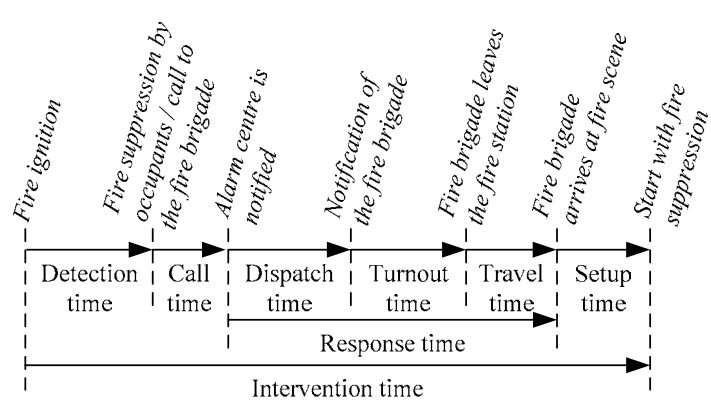 Fire ignition
Fire suppression by
occupants / call to
the fire brigade
Alarm centre is
notified
Notification of
the fire brigade
Fire brigade leaves
the fire station
Fire brigade
arrives at fire scene
Start with fire
suppression
Detection
time
Call
time
Dispatch
time
Turnout
time
Travel
time
Setup
time
Response time
Intervention time